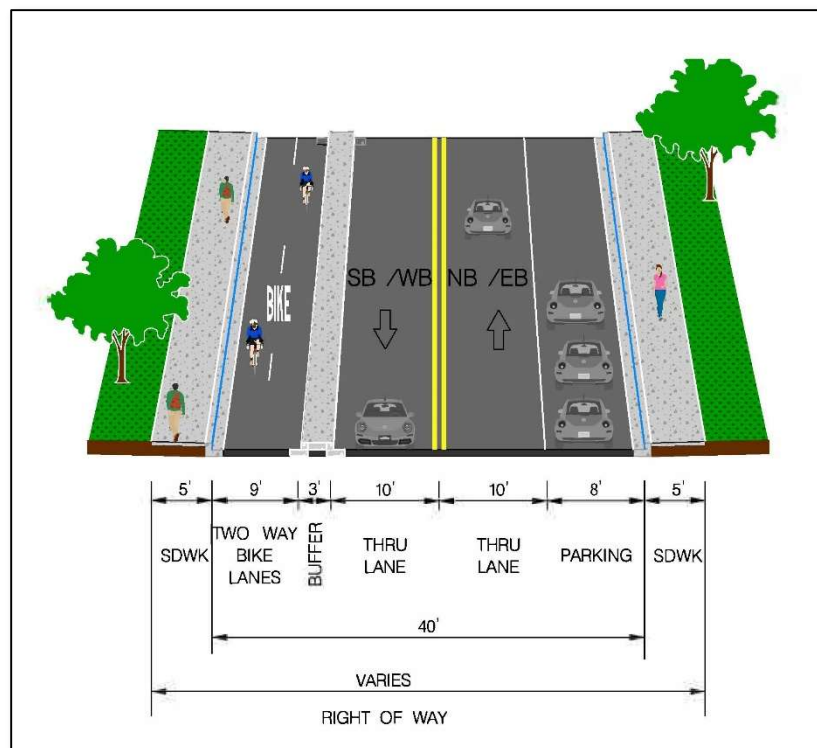 SB /WB NB /EB
BIKE
5' 9' 3' 10' 10' 8' 5'
SDWK
TWO WAY
BIKE
LANES
BUFFER
THRU
LANE
THRU
LANE
PARKING
SDWK
40'
VARIES
RIGHT OF WAY